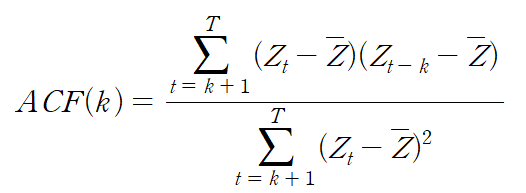 ACF(k) = \frac{\sum_{t=k+1}^{T} (Z_t - \overline{Z})(Z_{t-k} - \overline{Z})}{\sum_{t=k+1}^{T} (Z_t - \overline{Z})^2}